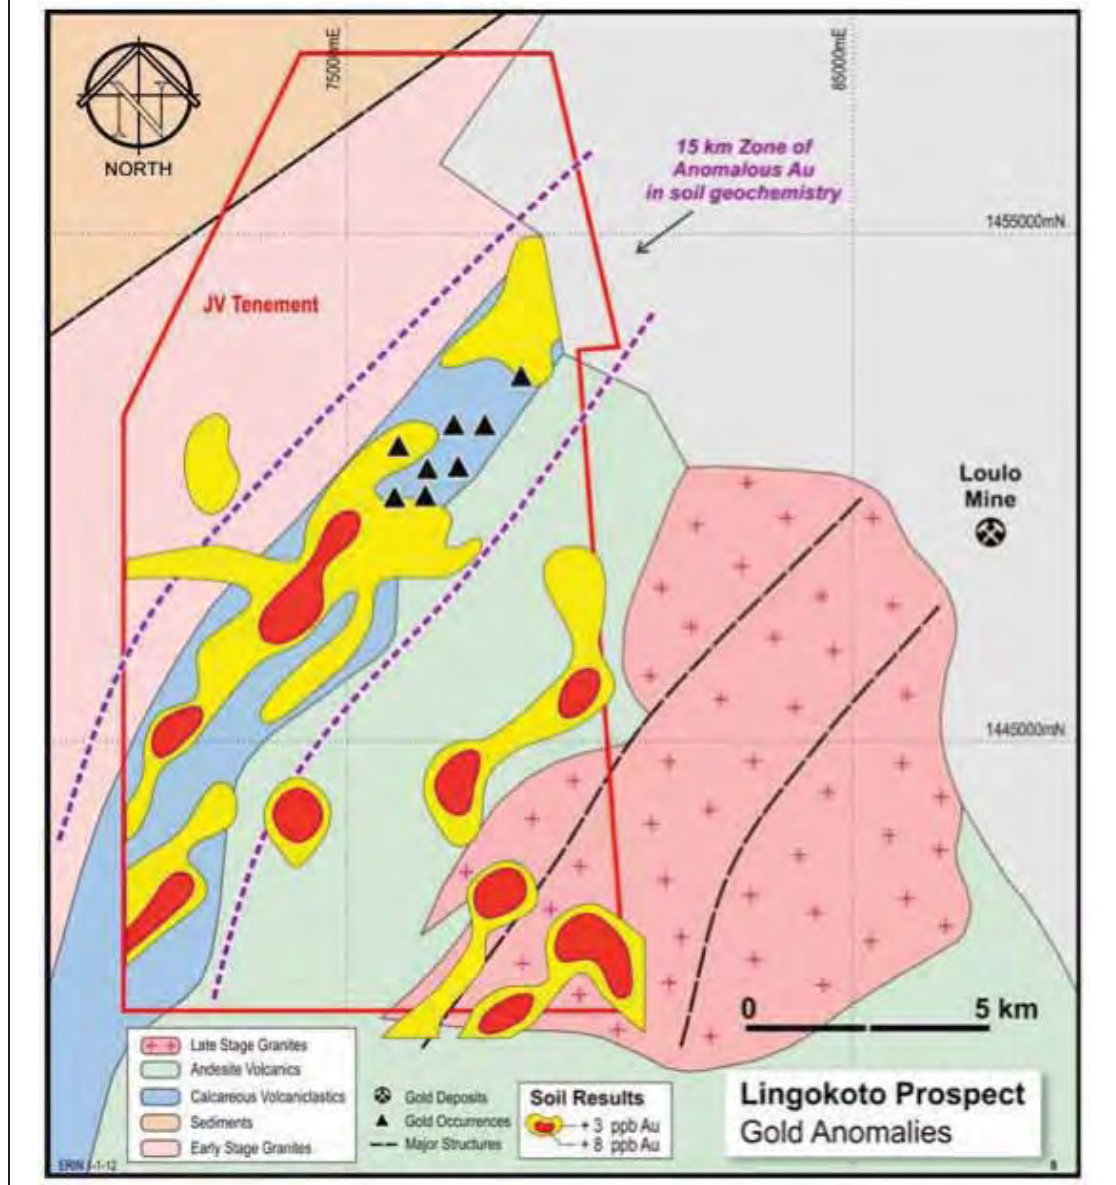 75000mE
85000mE
N
NORTH
15 km Zone of
Anomalous Au
in soil geochemistry
1455000mN
JV Tenement
Loulo
Mine
1445000mN
0 5 km
Late Stage Granites
Andesite Volcanics
Calcareous Volcaniclastics
Sediments
Early Stage Granites
Gold Deposits
Gold Occurrences
Major Structures
Soil Results
+ 3 ppb Au
+ 8 ppb Au
Lingokoto Prospect
Gold Anomalies